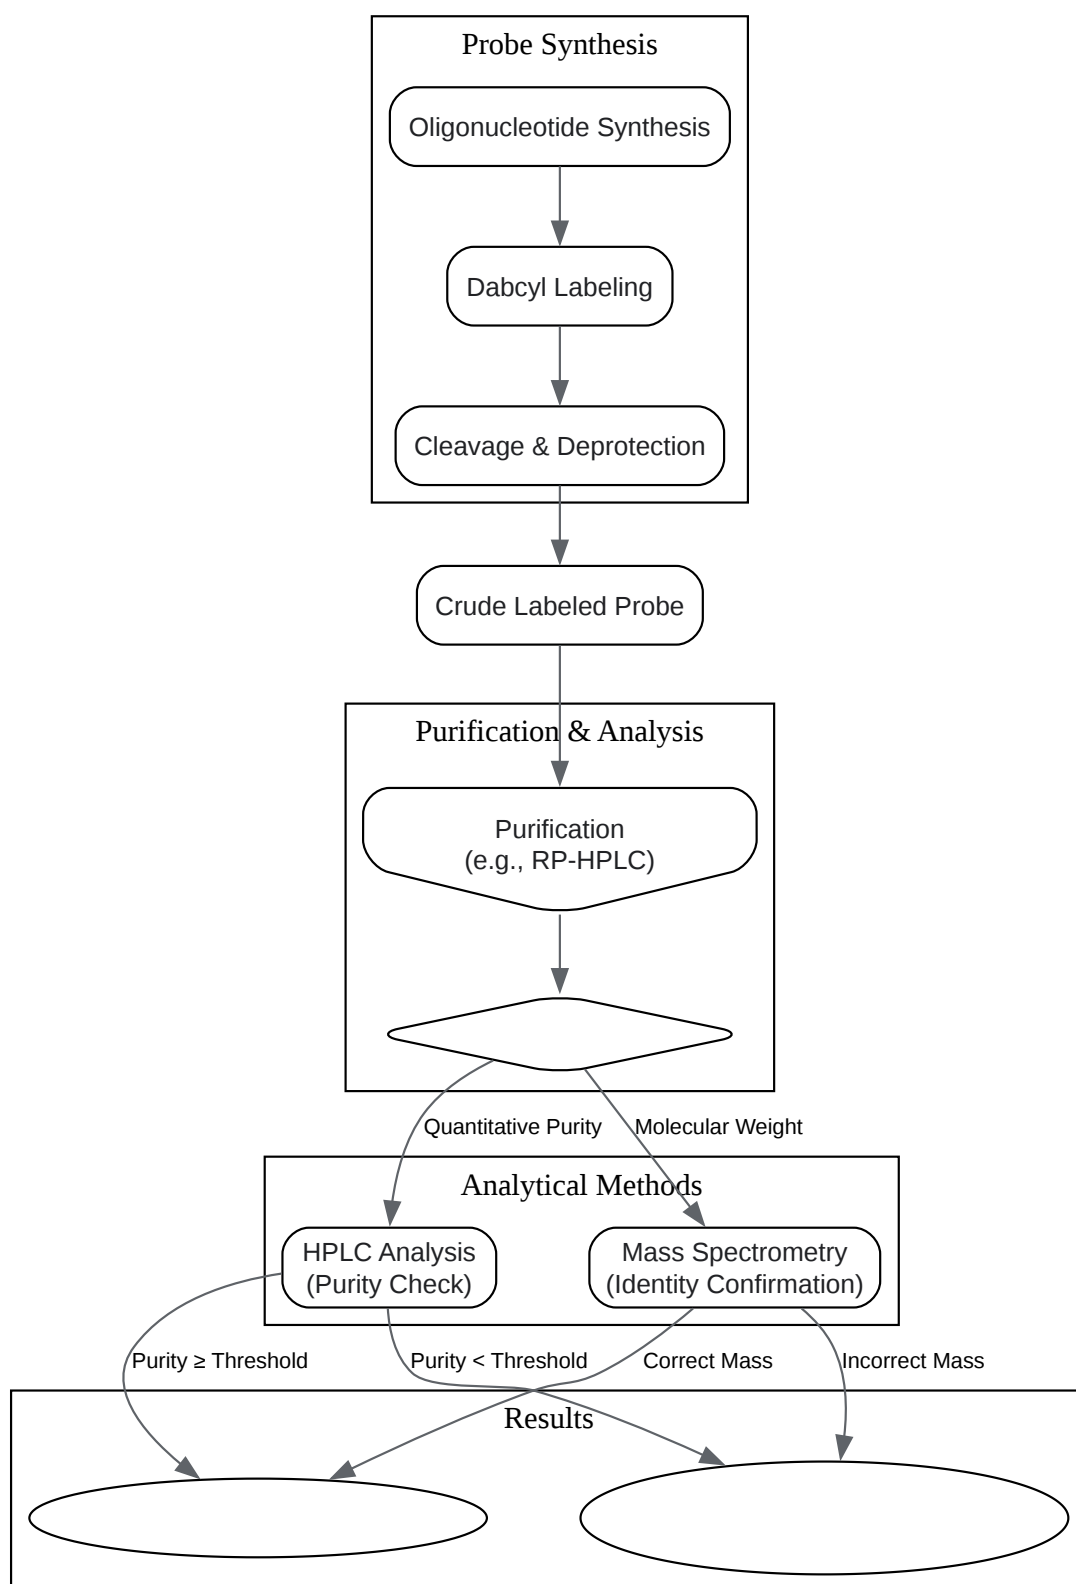 Probe Synthesis
Oligonucleotide Synthesis
Dabcyl Labeling
Cleavage & Deprotection
Crude Labeled Probe
Purification & Analysis
Purification
(e.g., RP-HPLC)
Quantitative Purity
Molecular Weight
Analytical Methods
HPLC Analysis
(Purity Check)
Mass Spectrometry
(Identity Confirmation)
Purity ≥ Threshold
Purity < Threshold
Correct Mass
Incorrect Mass
Results